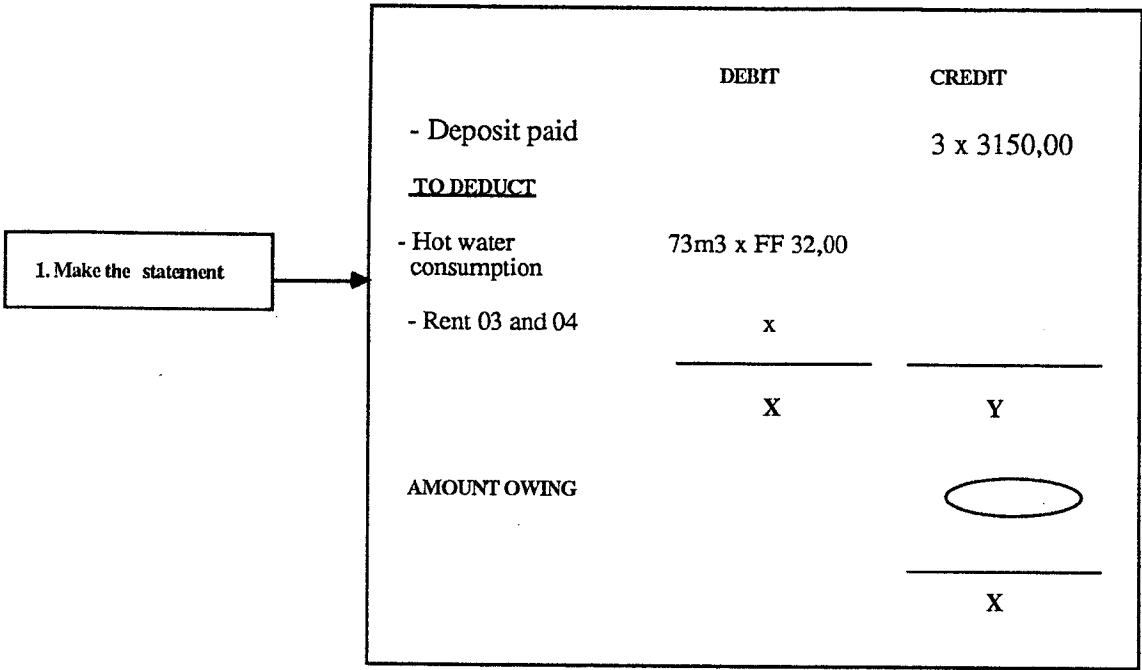 DEBIT CREDIT
- Deposit paid 3 x 3150,00
TO DEDUCT
- Hot water consumption 73m3 x FF 32,00
1. Make the statement
- Rent 03 and 04 x
X Y
AMOUNT OWING
X